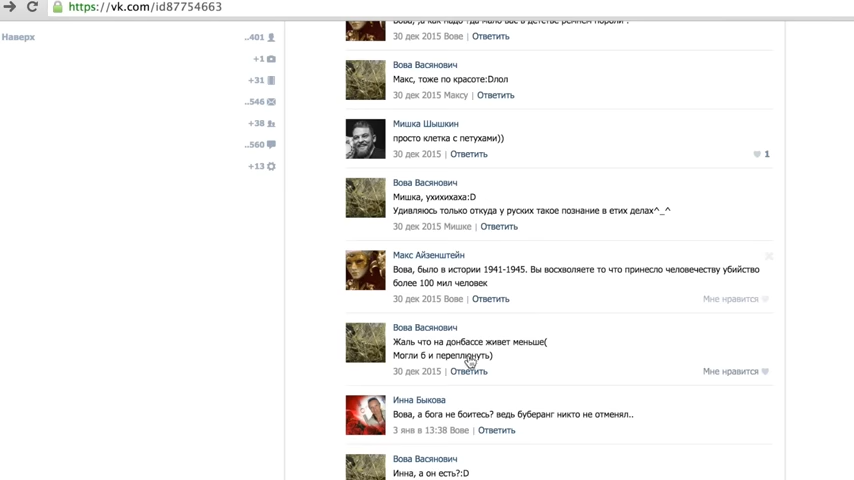 https://vk.com/id87754663
Наверх
..401
+1
+31
..546
+38
..560
+13
30 дек 2015 Вове | Ответить
Вова Васянович
Макс, тоже по красоте:Dлол
30 дек 2015 Максу | Ответить
Мишка Шышкин
просто клетка с петухами))
30 дек 2015 | Ответить
1
Вова Васянович
Мишка, ухихихаха:D
Удивляюсь только откуда у руских такое познание в етих делах^_^
30 дек 2015 Мишке | Ответить
Макс Айзенштейн
Вова, было в истории 1941-1945. Вы восхволяете то что принесло человечеству убийство
более 100 мил человек
30 дек 2015 Вове | Ответить
Мне нравится
Вова Васянович
Жаль что на донбассе живет меньше(
Могли б и переплюнуть)
30 дек 2015 | Ответить
Мне нравится
Инна Быкова
Вова, а бога не боитесь? ведь буберанг никто не отменял..
3 янв в 13:38 Вове | Ответить
Вова Васянович
Инна, а он есть?:D